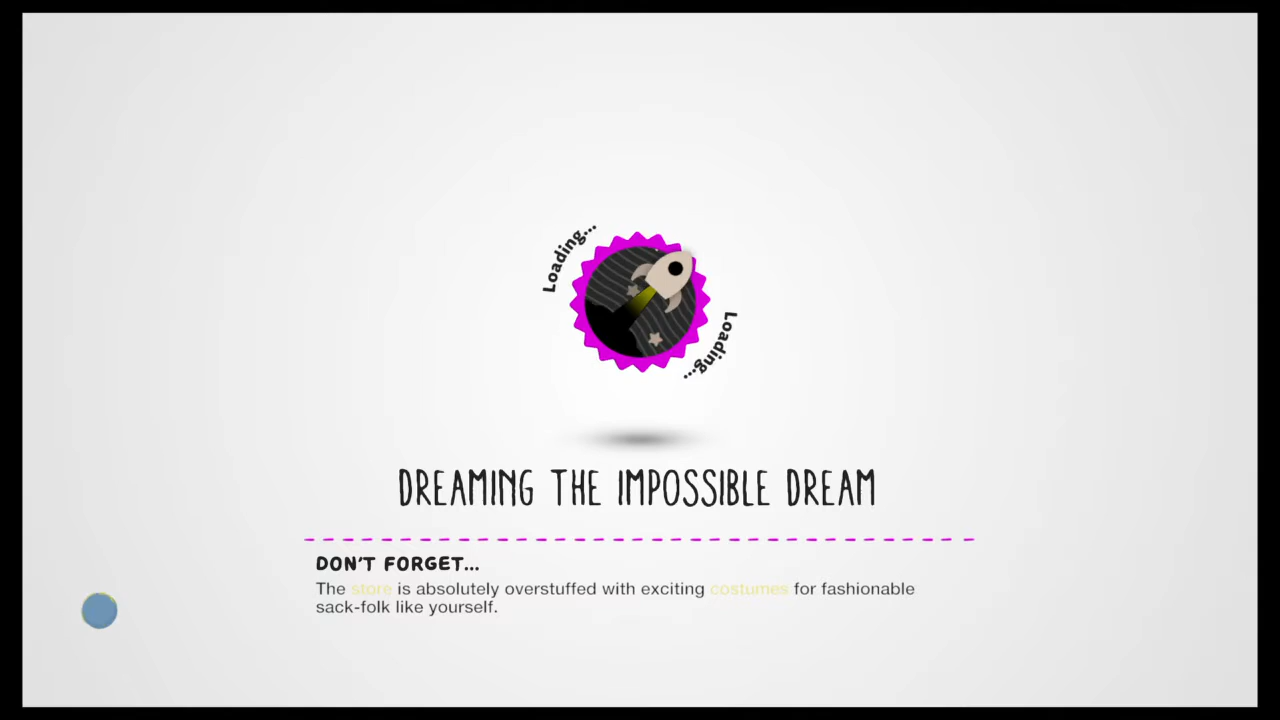 Loading...
Loading...
DREAMING THE IMPOSSIBLE DREAM
DON'T FORGET...
The store is absolutely overstuffed with exciting costumes for fashionable
sack-folk like yourself.